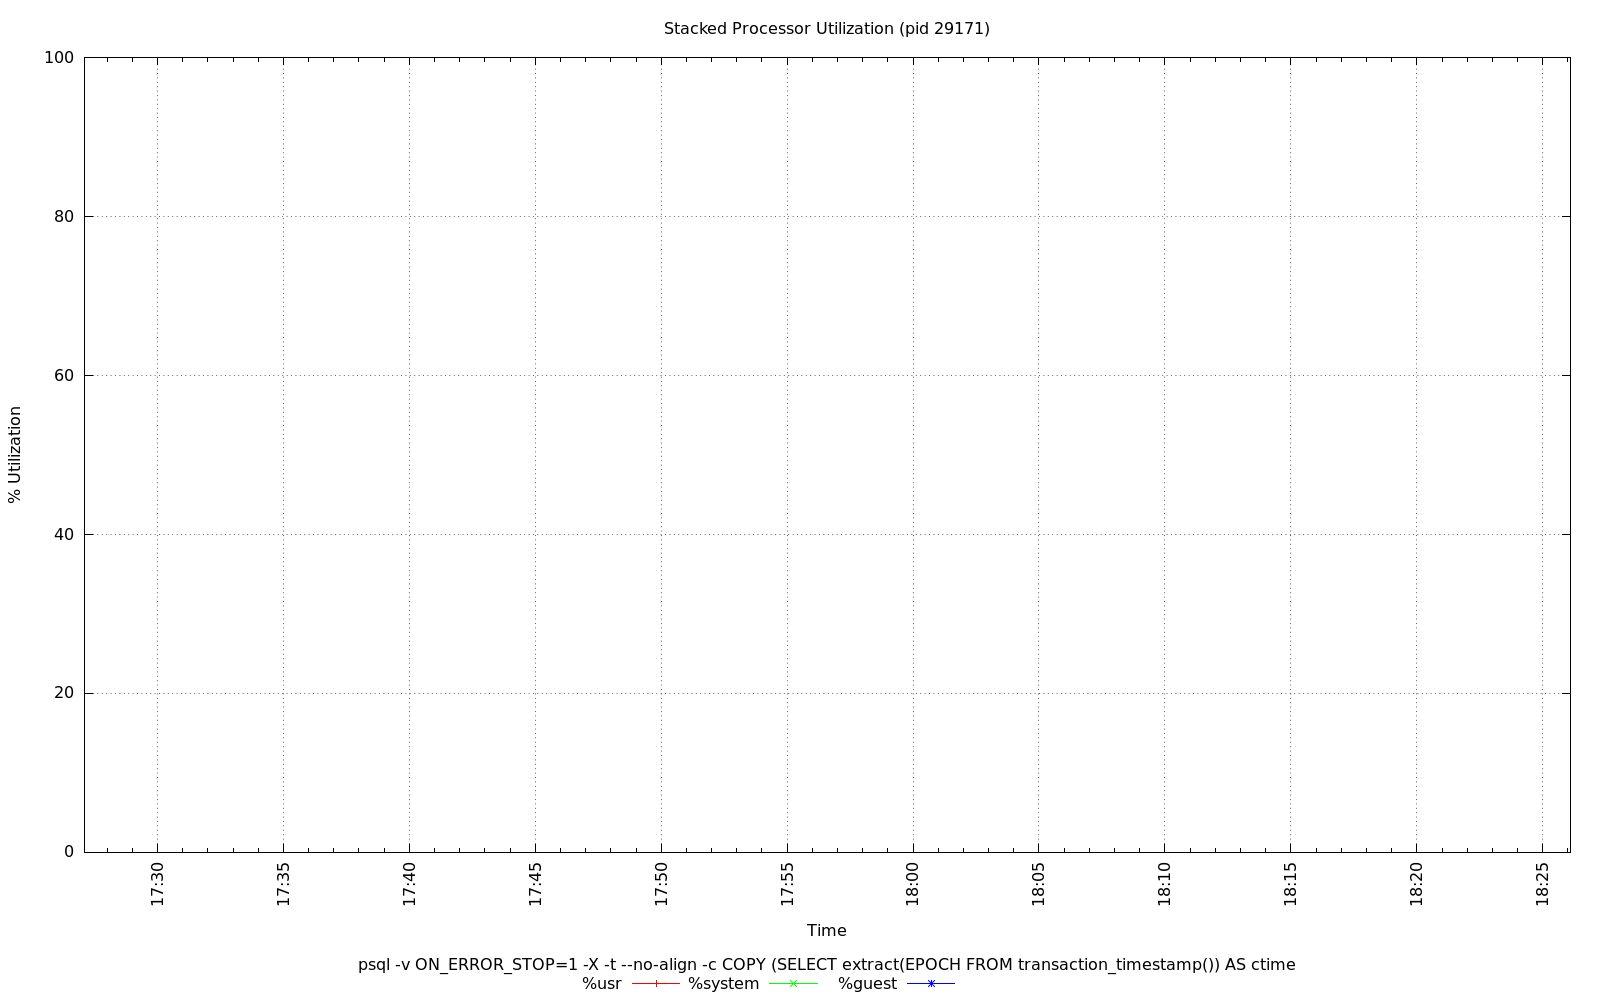 Stacked Processor Utilization (pid 29171)
100
80
60
40
20
0
% Utilization
17:30 17:35 17:40 17:45 17:50 17:55 18:00 18:05 18:10 18:15 18:20 18:25
Time
psql -v ON_ERROR_STOP=1 -X -t --no-align -c COPY (SELECT extract(EPOCH FROM transaction_timestamp()) AS ctime
%usr %system %guest